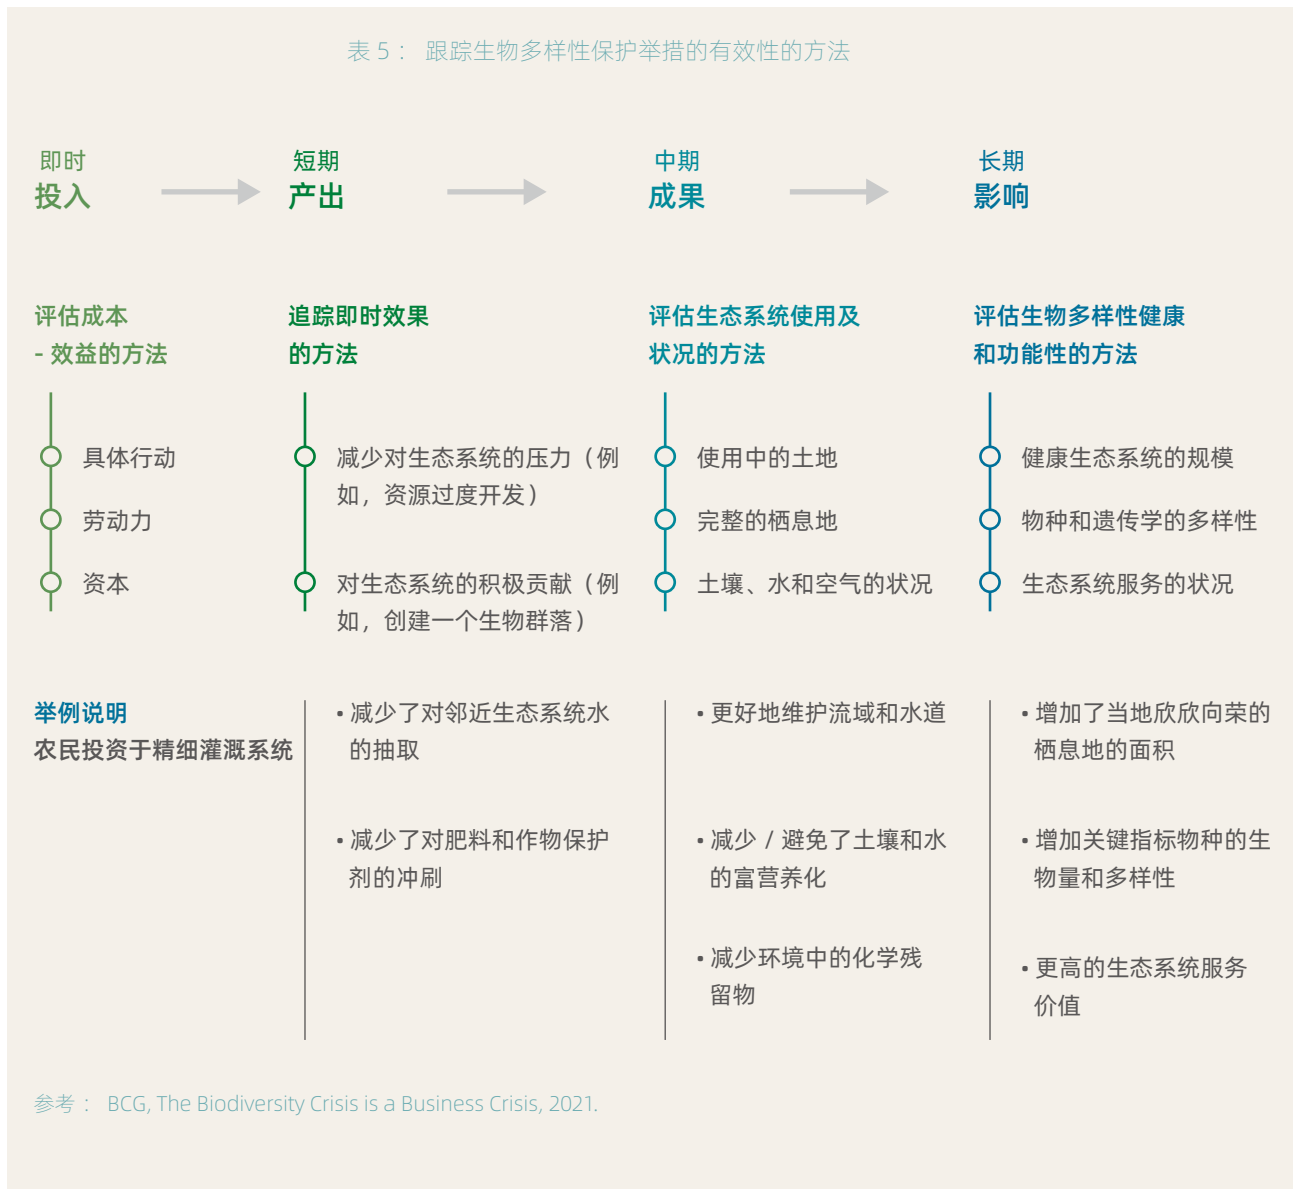 表 5： 跟踪生物多样性保护举措的有效性的方法
即时
投入
短期
产出
中期
成果
长期
影响
评估成本
- 效益的方法
具体行动
劳动力
资本
追踪即时效果
的方法
减少对生态系统的压力（例
如，资源过度开发）
对生态系统的积极贡献（例
如，创建一个生物群落）
评估生态系统使用及
状况的方法
使用中的土地
完整的栖息地
土壤、水和空气的状况
评估生物多样性健康
和功能性的方法
健康生态系统的规模
物种和遗传学的多样性
生态系统服务的状况
举例说明
农民投资于精细灌溉系统
• 减少了对邻近生态系统水
的抽取
• 减少了对肥料和作物保护
剂的冲刷
• 更好地维护流域和水道
• 减少 / 避免了土壤和水
的富营养化
• 减少环境中的化学残
留物
• 增加了当地欣欣向荣的
栖息地的面积
• 增加关键指标物种的生
物量和多样性
• 更高的生态系统服务
价值
参考： BCG, The Biodiversity Crisis is a Business Crisis, 2021.